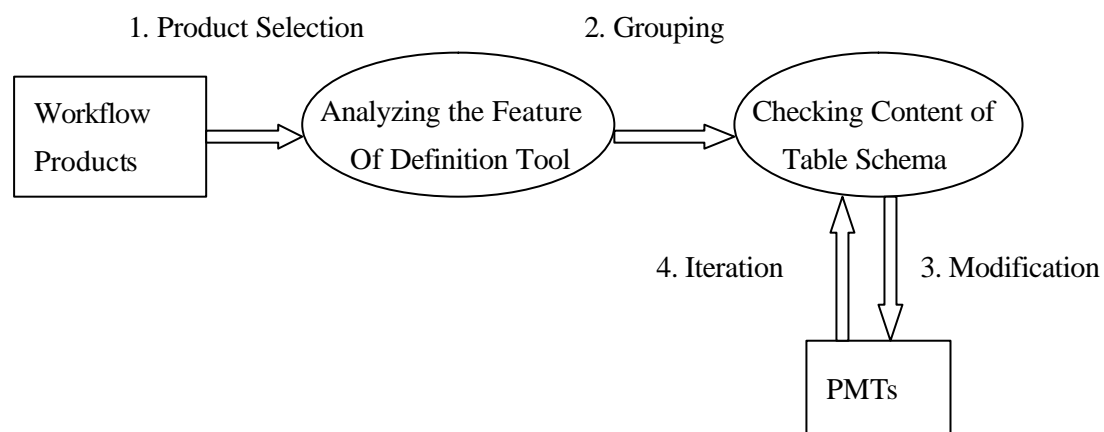 1. Product Selection
2. Grouping
Workflow
Products
Analyzing the Feature
Of Definition Tool
Checking Content of
Table Schema
4. Iteration
3. Modification
PMTs